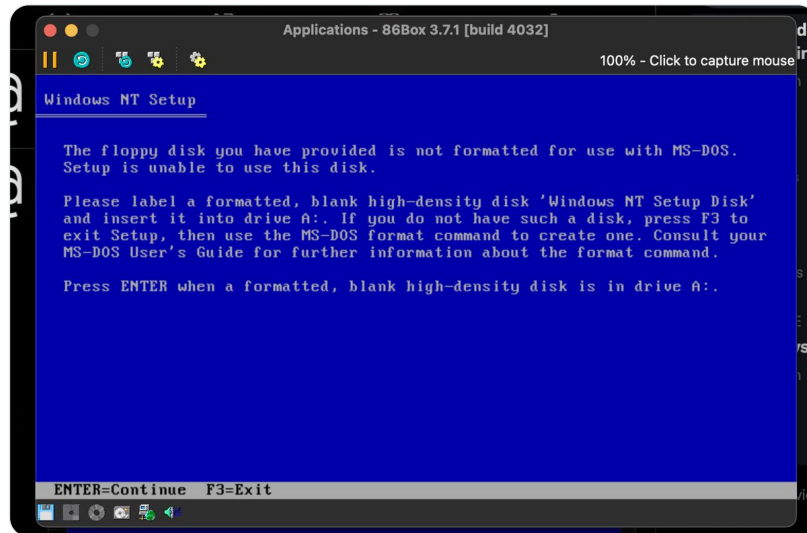 Applications - 86Box 3.7.1 [build 4032]
100% - Click to capture mouse
Windows NT Setup
The floppy disk you have provided is not formatted for use with MS-DOS.
Setup is unable to use this disk.
Please label a formatted, blank high-density disk 'Windows NT Setup Disk'
and insert it into drive A:. If you do not have such a disk, press F3 to
exit Setup, then use the MS-DOS format command to create one. Consult your
MS-DOS User's Guide for further information about the format command.
Press ENTER when a formatted, blank high-density disk is in drive A:.
ENTER=Continue F3=Exit